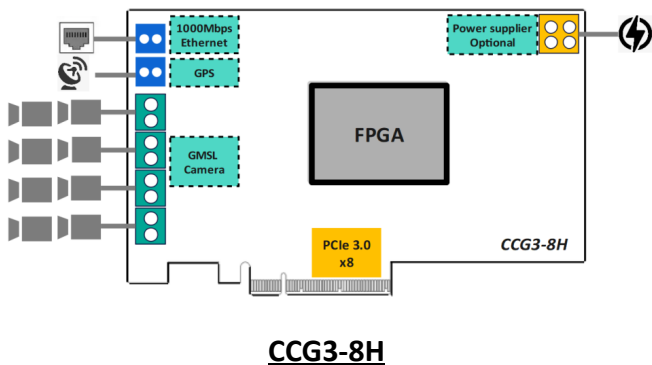 1000Mbps
Ethernet
Power supplier
Optional
GPS
FPGA
GMSL
Camera
PCIe 3.0
x8
CCG3-8H
CCG3-8H